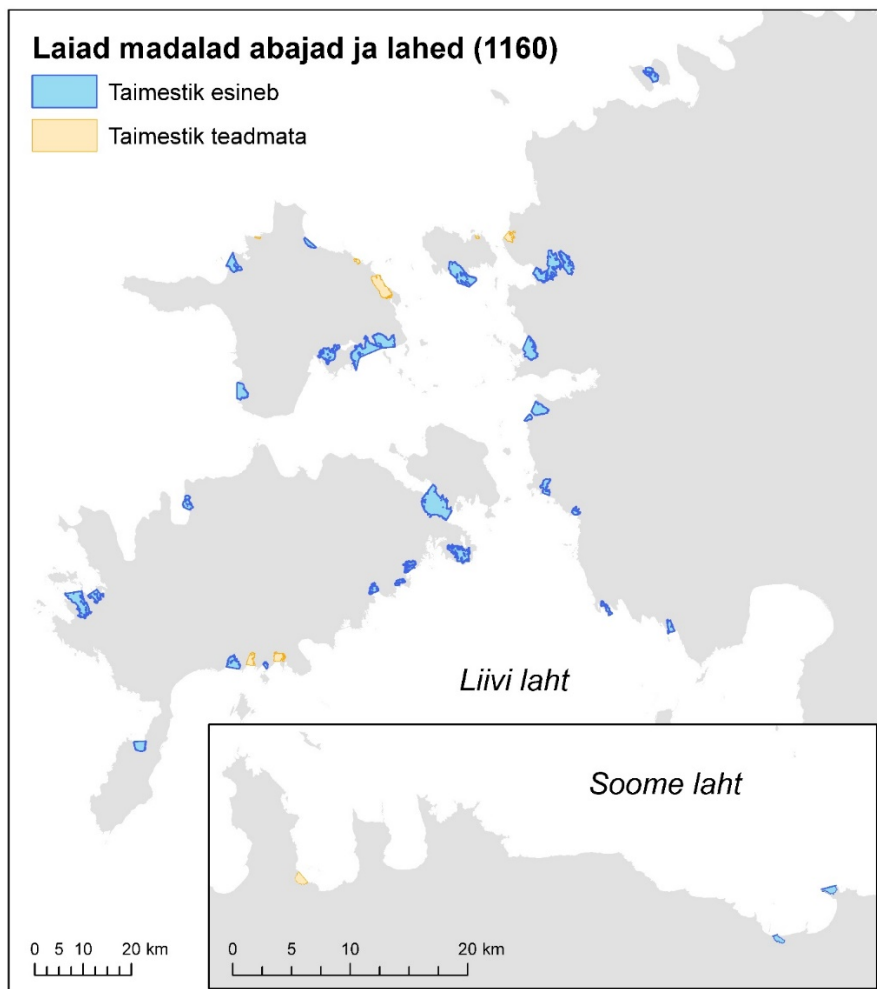 Laiad madalad abajad ja lahed (1160)
Taimestik esineb
Taimestik teadmata
Liivi laht
Soome laht
0 5 10 20 km
0 5 10 20 km